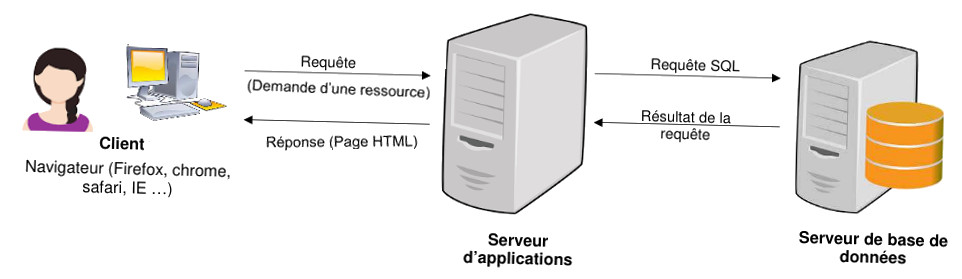 Requête
(Demande d'une ressource)
Réponse (Page HTML)
Requête SQL
Résultat de la
requête
Client
Navigateur (Firefox, chrome,
safari, IE …)
Serveur
d'applications
Serveur de base de
données